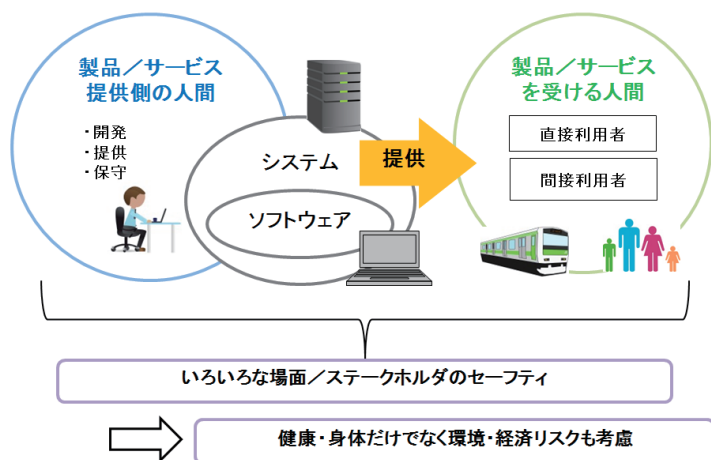 製品／サービス
提供側の人間
・開発
・提供
・保守
システム
ソフトウェア
提供
製品／サービス
を受ける人間
直接利用者
間接利用者
いろいろな場面／ステークホルダのセーフティ
健康・身体だけでなく環境・経済リスクも考慮